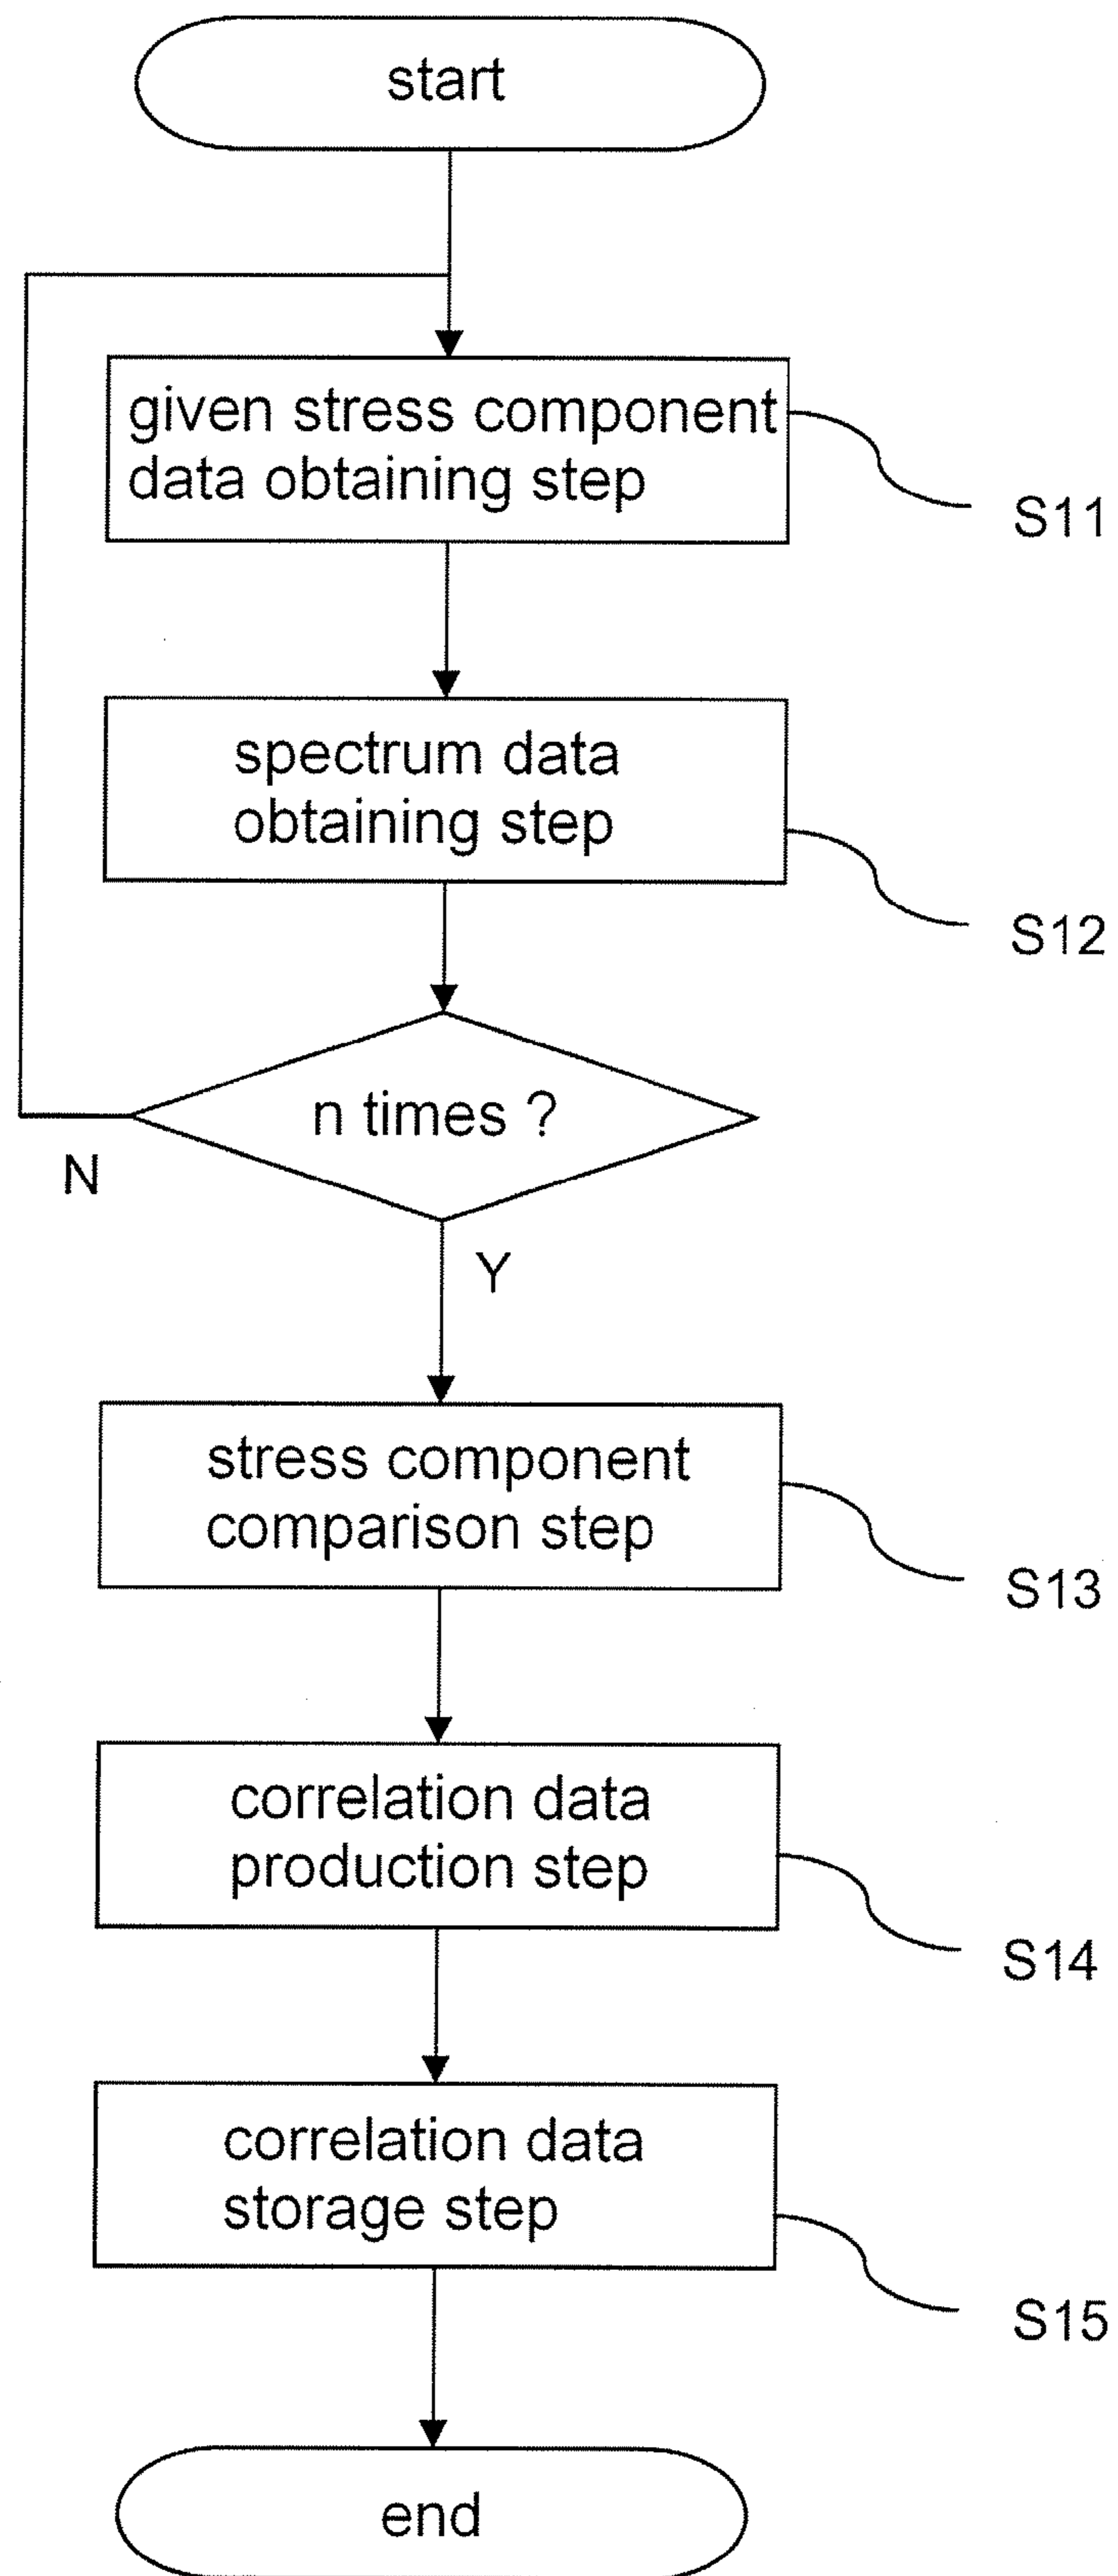 start
given stress component
data obtaining step
S11
spectrum data
obtaining step
S12
n times ?
N
Y
stress component
comparison step
S13
correlation data
production step
S14
correlation data
storage step
S15
end